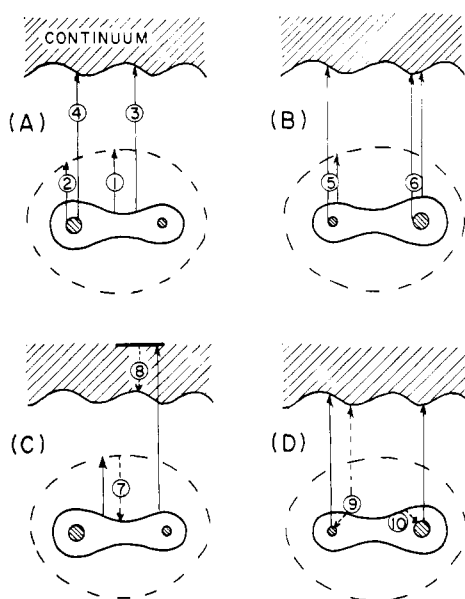 CONTINUUM
④ ③
(A)
② ①
(B)
⑤ ⑥
⑧
(C)
⑦
(D)
⑨ ⑩